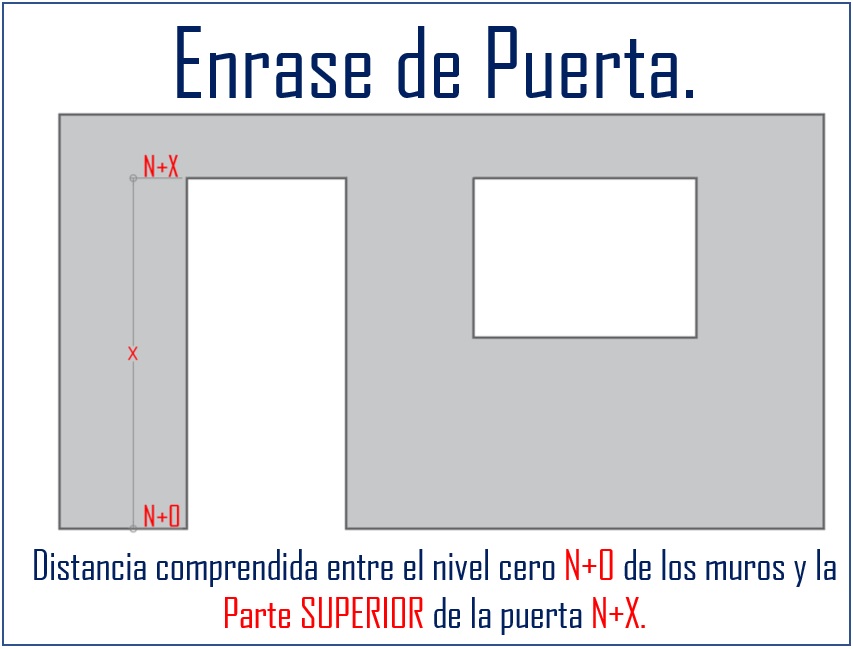 Enrase de Puerta.
N+X
X
N+0
Distancia comprendida entre el nivel cero N+0 de los muros y la
Parte SUPERIOR de la puerta N+X.